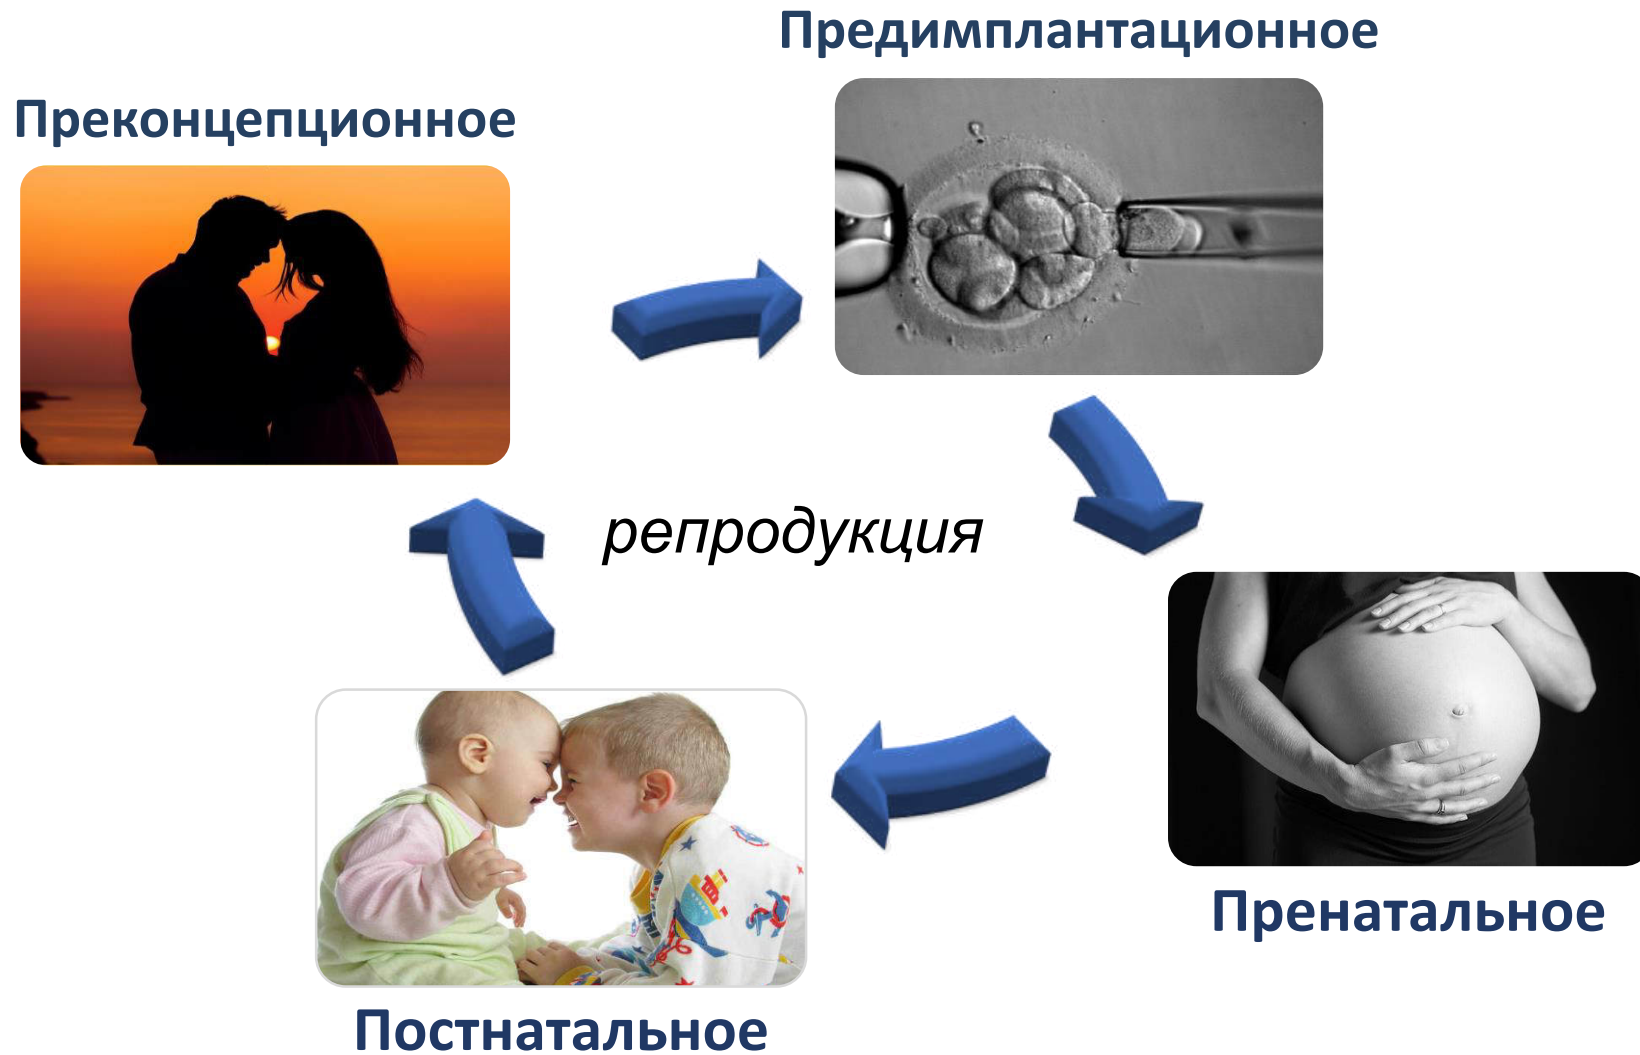 Предимплантационное
Преконцепционное
репродукция
Пренатальное
Постнатальное